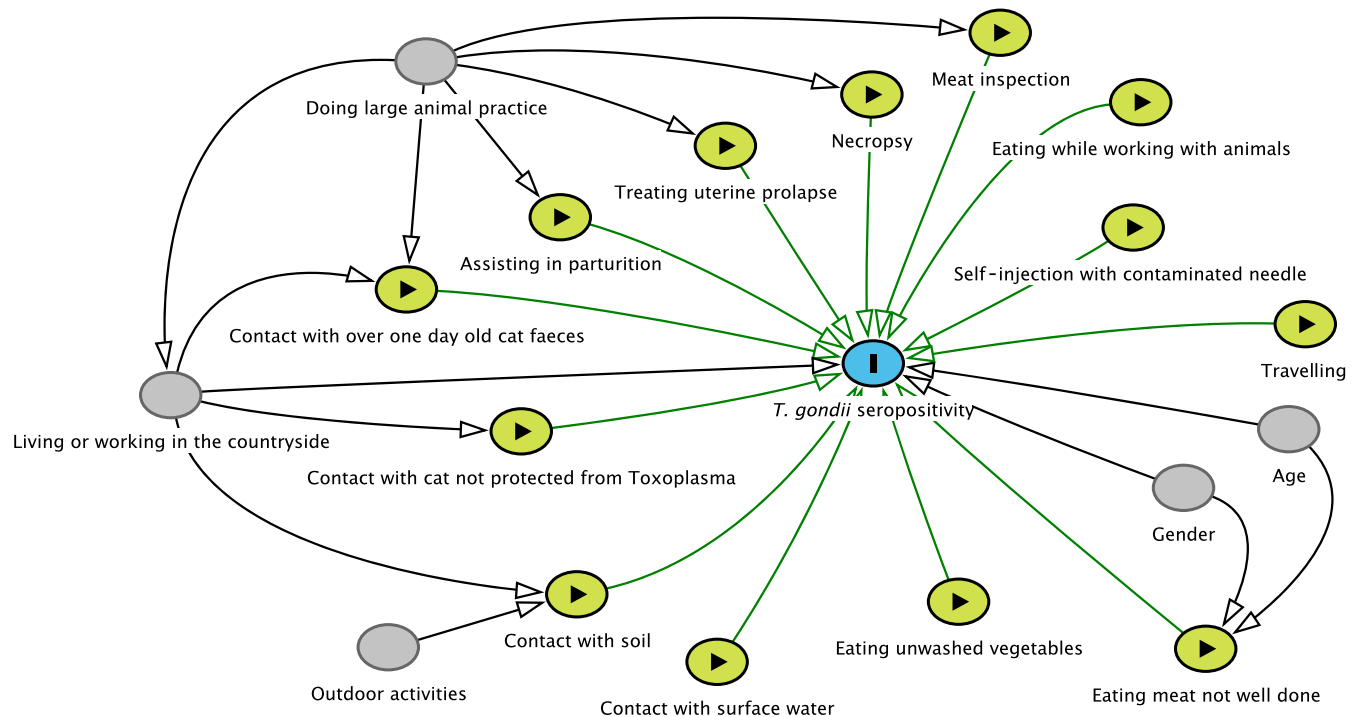 Meat inspection
Doing large animal practice
Necropsy
Eating while working with animals
Treating uterine prolapse
Assisting in parturition
Self-injection with contaminated needle
Contact with over one day old cat faeces
Travelling
T. gondii seropositivity
Living or working in the countryside
Contact with cat not protected from Toxoplasma
Age
Gender
Contact with soil
Eating unwashed vegetables
Outdoor activities
Contact with surface water
Eating meat not well done